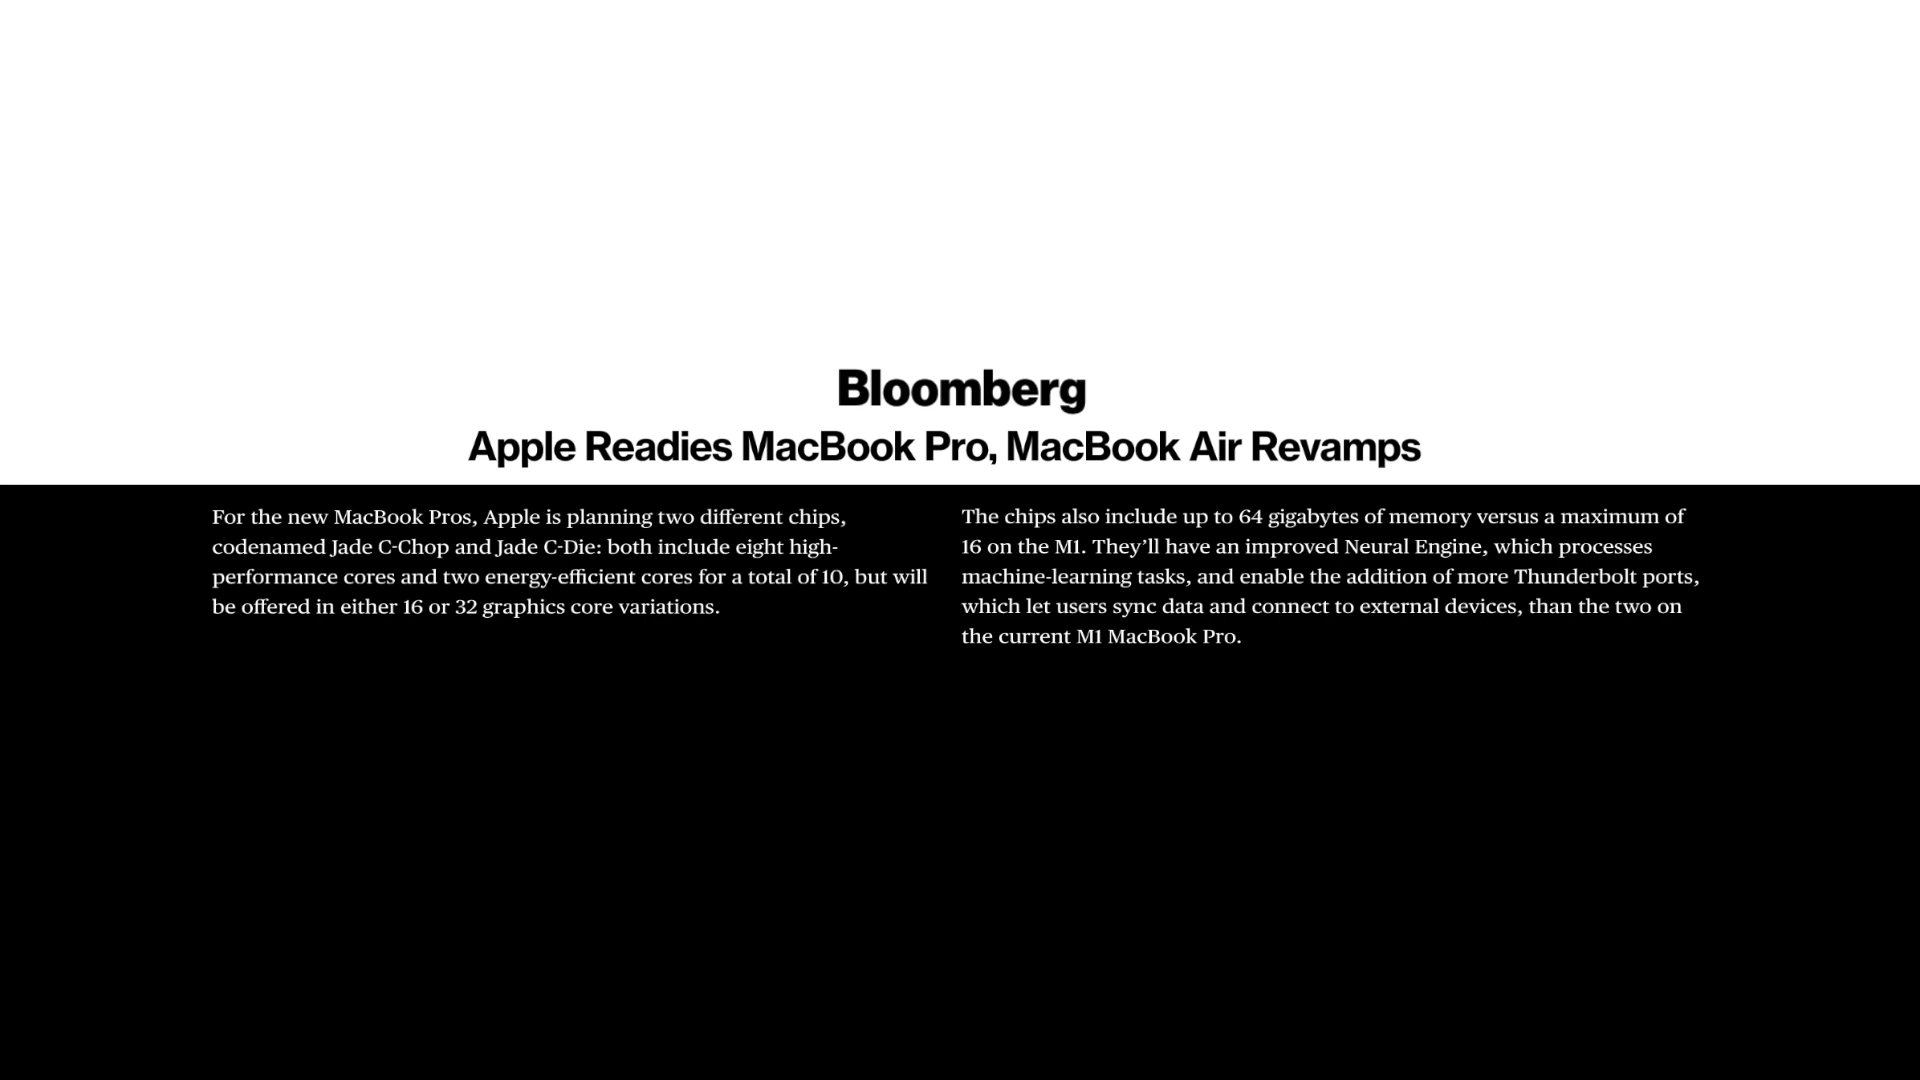 Bloomberg
Apple Readies MacBook Pro, MacBook Air Revamps
For the new MacBook Pros, Apple is planning two different chips,
codenamed Jade C-Chop and Jade C-Die: both include eight high-
performance cores and two energy-efficient cores for a total of 10, but will
be offered in either 16 or 32 graphics core variations.
The chips also include up to 64 gigabytes of memory versus a maximum of
16 on the M1. They’ll have an improved Neural Engine, which processes
machine-learning tasks, and enable the addition of more Thunderbolt ports,
which let users sync data and connect to external devices, than the two on
the current M1 MacBook Pro.